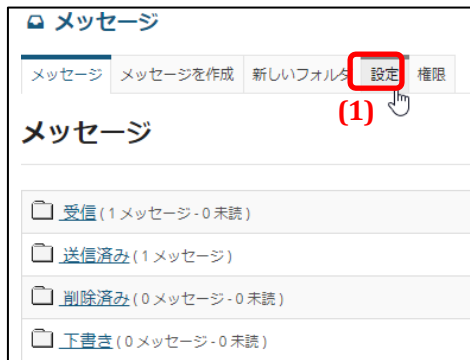 メッセージ
メッセージ メッセージを作成 新しいフォルダ 設定 権限
(1)
メッセージ
受信 (1 メッセージ - 0 未読)
送信済み (1 メッセージ)
削除済み (0 メッセージ - 0 未読)
下書き (0 メッセージ - 0 未読)